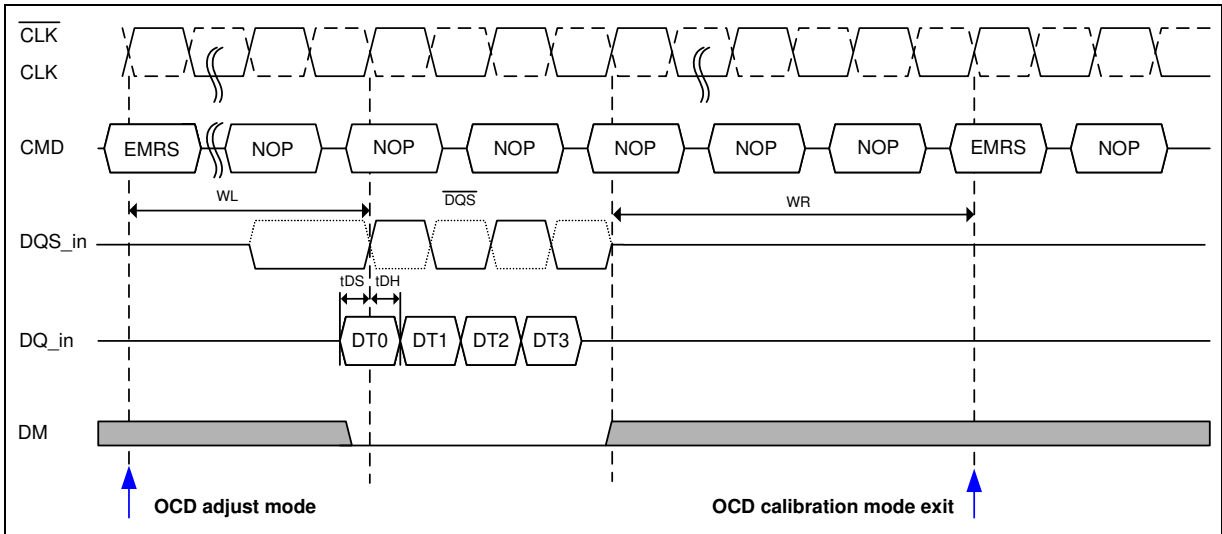 CLK
CLK
CMD EMRS NOP NOP NOP NOP NOP NOP EMRS NOP
WL DQS WR
DQS_in
tDS tDH
DQ_in DT0 DT1 DT2 DT3
DM
OCD adjust mode OCD calibration mode exit